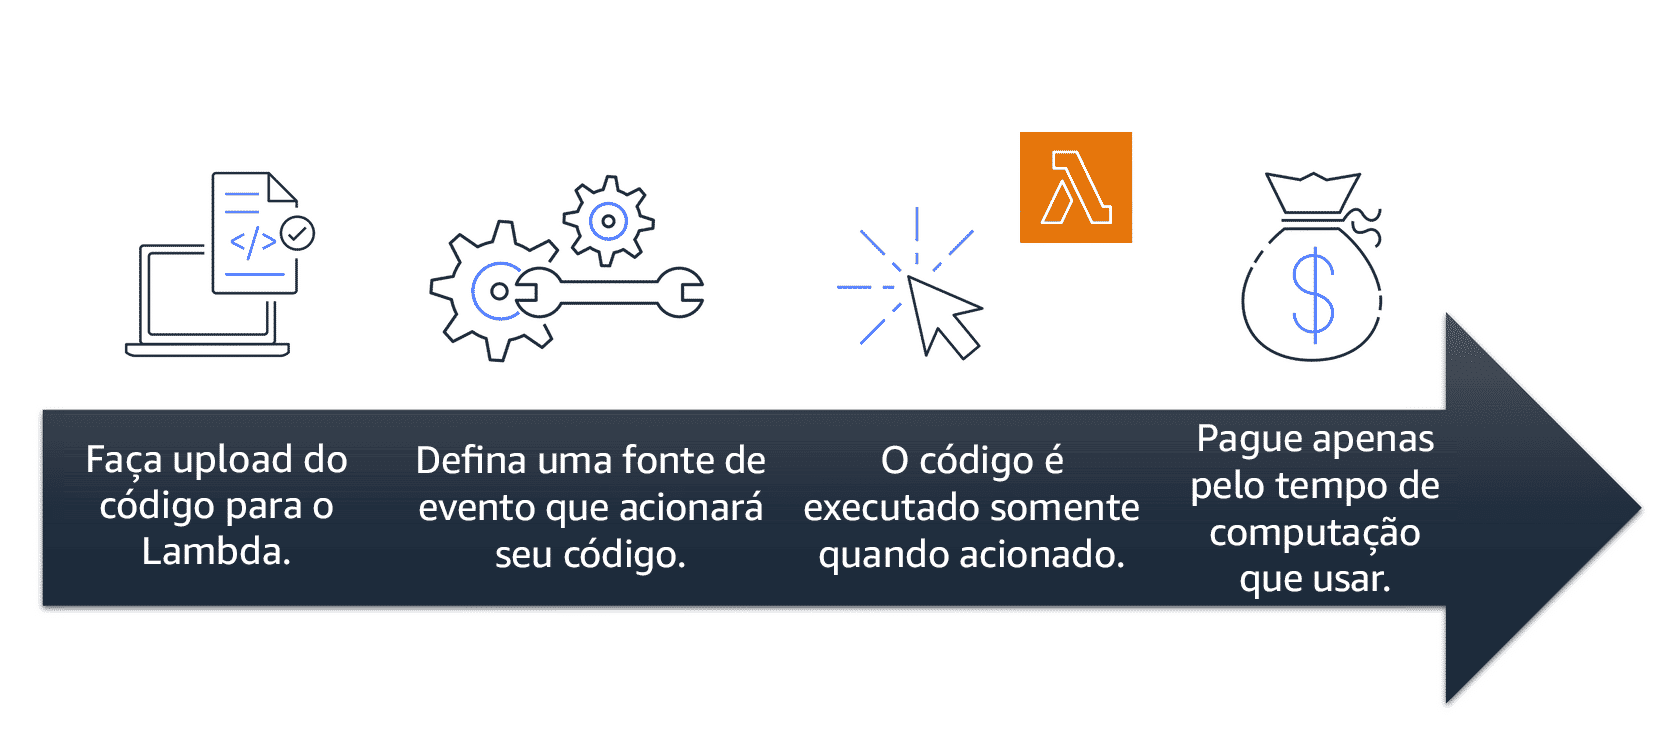 </>
$
Faça upload do
código para o
Lambda.
Defina uma fonte de
evento que acionará
seu código.
O código é
executado somente
quando acionado.
Pague apenas
pelo tempo de
computação
que usar.